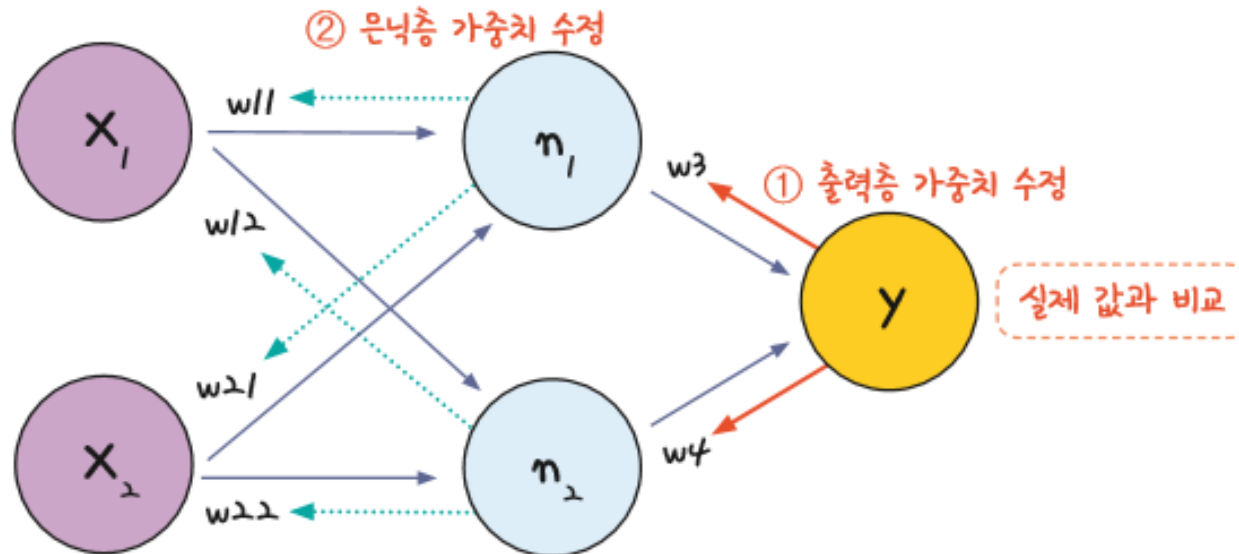 ② 은닉층 가중치 수정
w11
x1
n1
w3
① 출력층 가중치 수정
w12
y
실제 값과 비교
w21
x2
n2
w4
w22